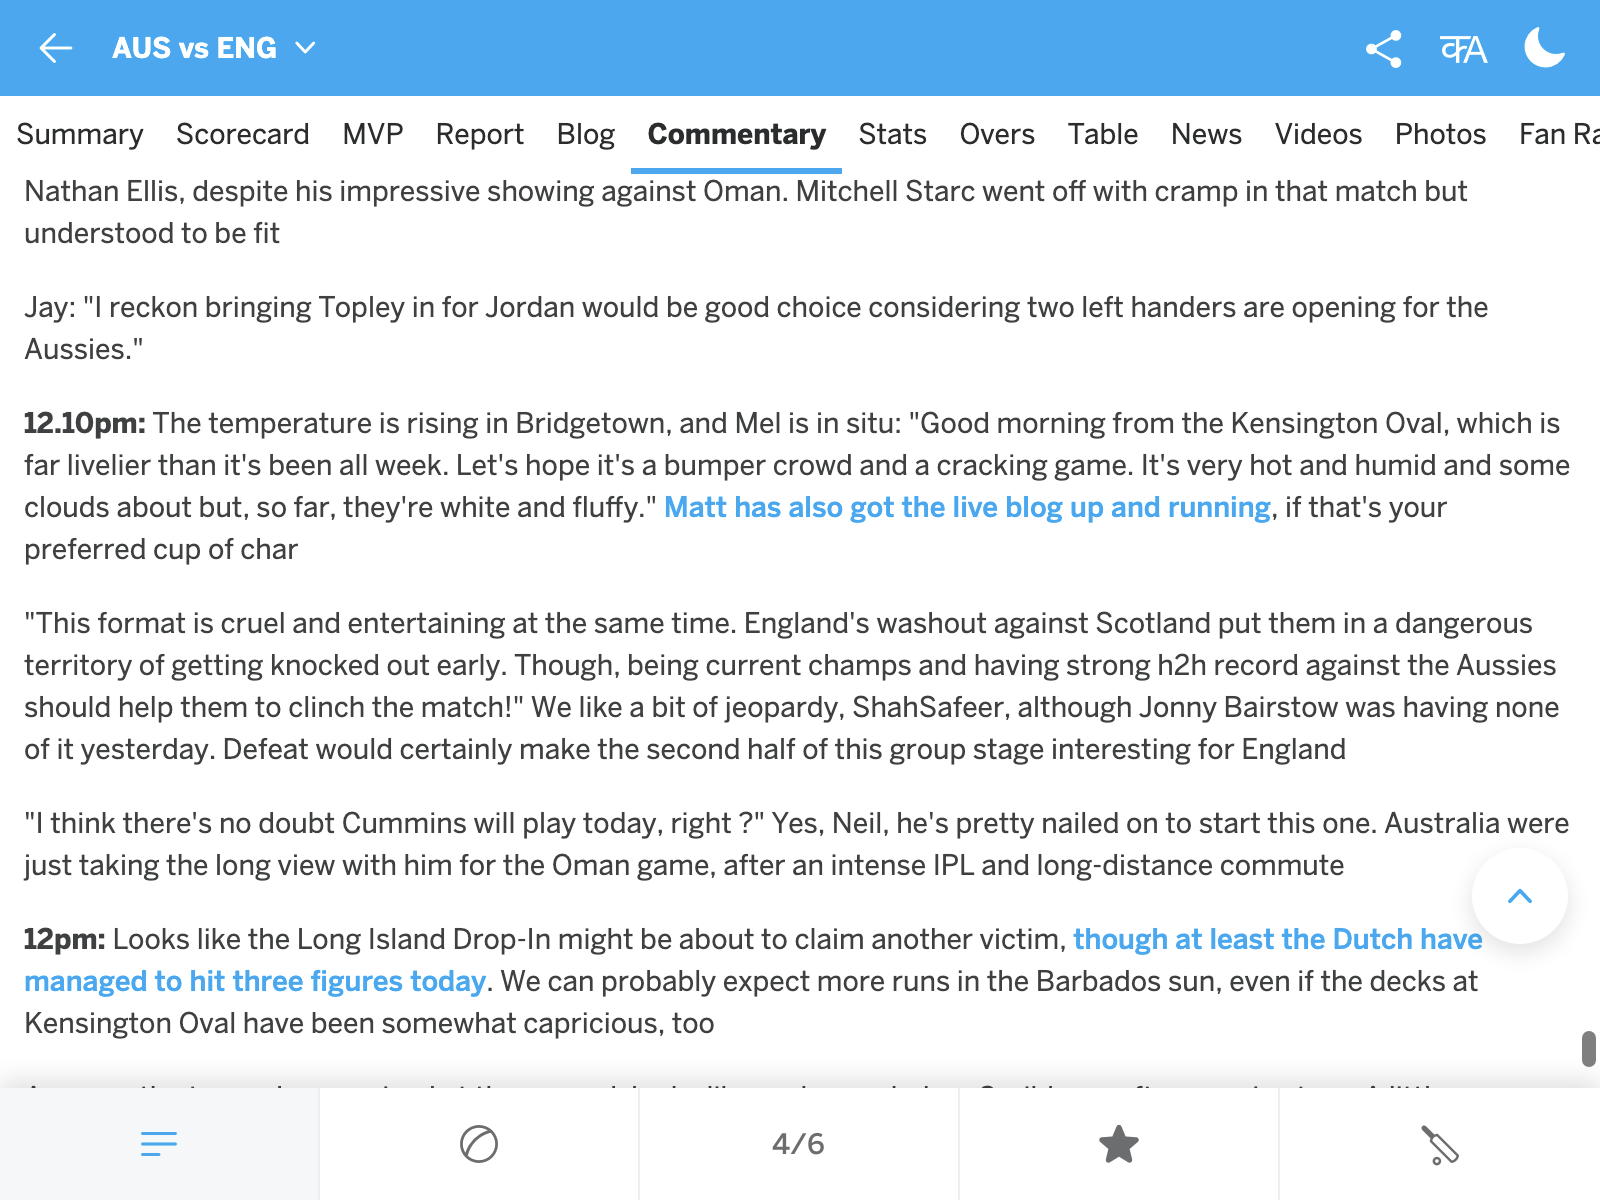 AUS vs ENG
Summary Scorecard MVP Report Blog Commentary Stats Overs Table News Videos Photos Fan Ra
Nathan Ellis, despite his impressive showing against Oman. Mitchell Starc went off with cramp in that match but
understood to be fit
Jay: "I reckon bringing Topley in for Jordan would be good choice considering two left handers are opening for the
Aussies."
12.10pm: The temperature is rising in Bridgetown, and Mel is in situ: "Good morning from the Kensington Oval, which is
far livelier than it's been all week. Let's hope it's a bumper crowd and a cracking game. It's very hot and humid and some
clouds about but, so far, they're white and fluffy." Matt has also got the live blog up and running, if that's your
preferred cup of char
"This format is cruel and entertaining at the same time. England's washout against Scotland put them in a dangerous
territory of getting knocked out early. Though, being current champs and having strong h2h record against the Aussies
should help them to clinch the match!" We like a bit of jeopardy, ShahSafeer, although Jonny Bairstow was having none
of it yesterday. Defeat would certainly make the second half of this group stage interesting for England
"I think there's no doubt Cummins will play today, right ?" Yes, Neil, he's pretty nailed on to start this one. Australia were
just taking the long view with him for the Oman game, after an intense IPL and long-distance commute
12pm: Looks like the Long Island Drop-In might be about to claim another victim, though at least the Dutch have
managed to hit three figures today. We can probably expect more runs in the Barbados sun, even if the decks at
Kensington Oval have been somewhat capricious, too
4/6